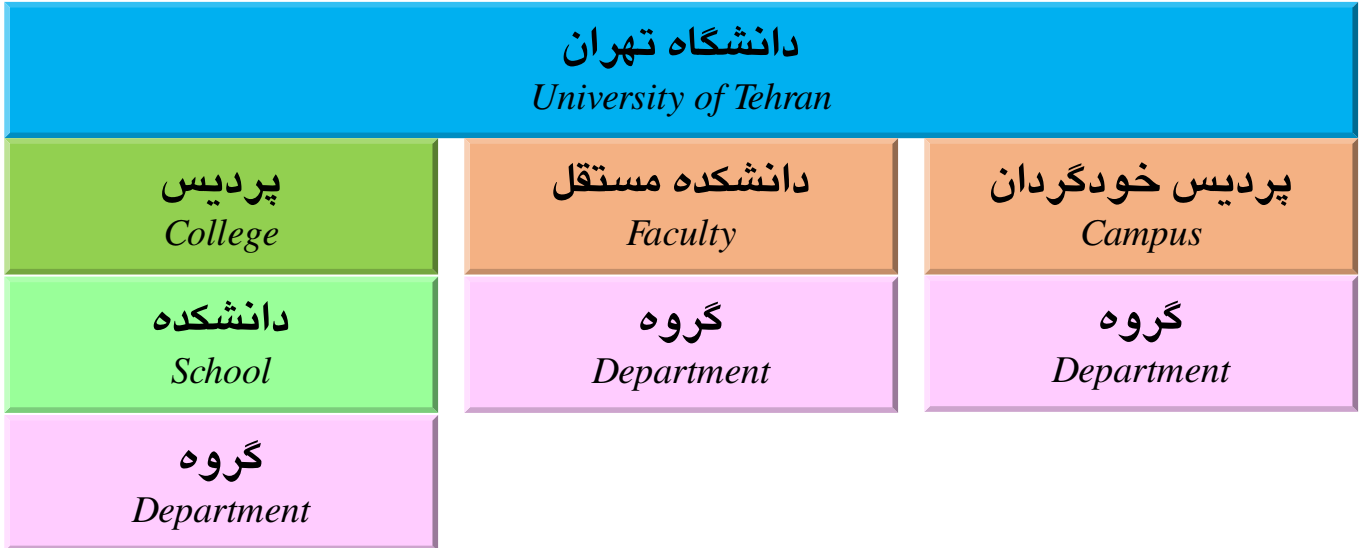 دانشگاه تهران
University of Tehran
پردیس
College
دانشکده مستقل
Faculty
پردیس خودگردان
Campus
دانشکده
School
گروه
Department
گروه
Department
گروه
Department